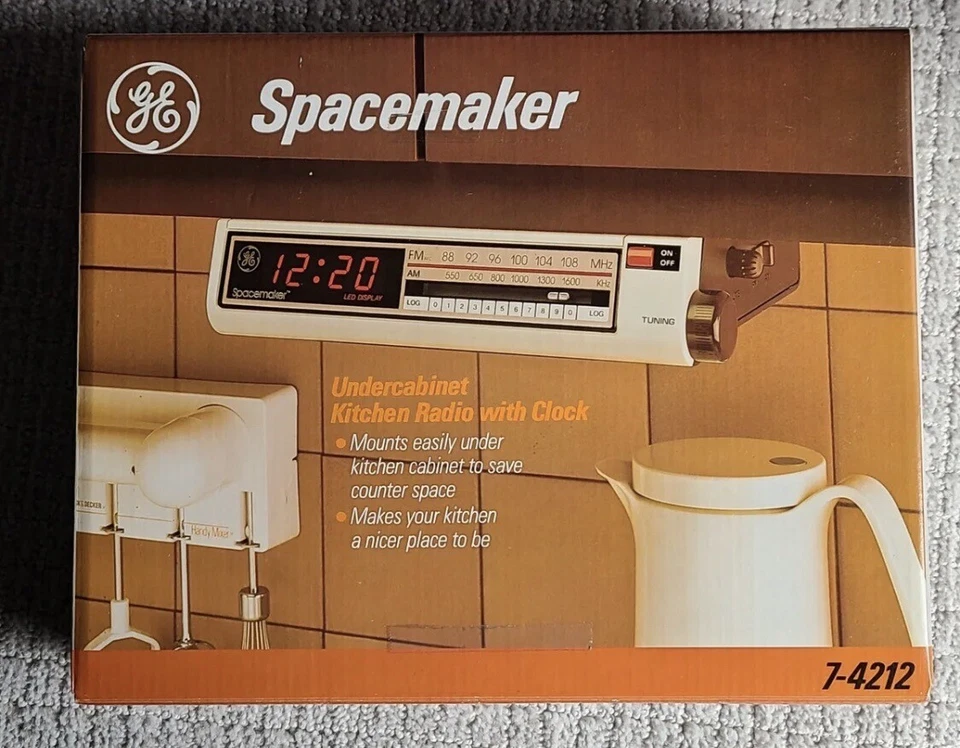 GE
Spacemaker
GE
12:20
Spacemaker™
LED DISPLAY
FM 88 92 96 100 104 108 MHz
AM 550 650 800 1000 1300 1600 KHz
LOG 0 1 2 3 4 5 6 7 8 9 0 LOG
ON
OFF
TUNING
Undercabinet
Kitchen Radio with Clock
• Mounts easily under
kitchen cabinet to save
counter space
• Makes your kitchen
a nicer place to be
Handy Mixer
7-4212